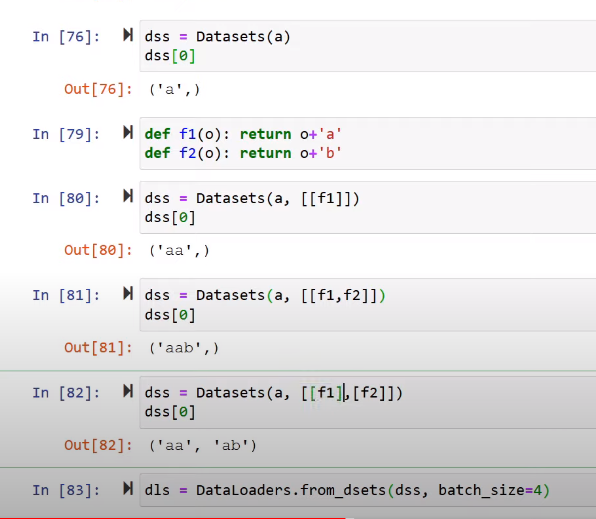 In [76]: dss = Datasets(a)
dss[0]
Out[76]: ('a',)
In [79]: def f1(o): return o+'a'
def f2(o): return o+'b'
In [80]: dss = Datasets(a, [[f1]])
dss[0]
Out[80]: ('aa',)
In [81]: dss = Datasets(a, [[f1,f2]])
dss[0]
Out[81]: ('aab',)
In [82]: dss = Datasets(a, [[f1],[f2]])
dss[0]
Out[82]: ('aa', 'ab')
In [83]: dls = DataLoaders.from_dsets(dss, batch_size=4)